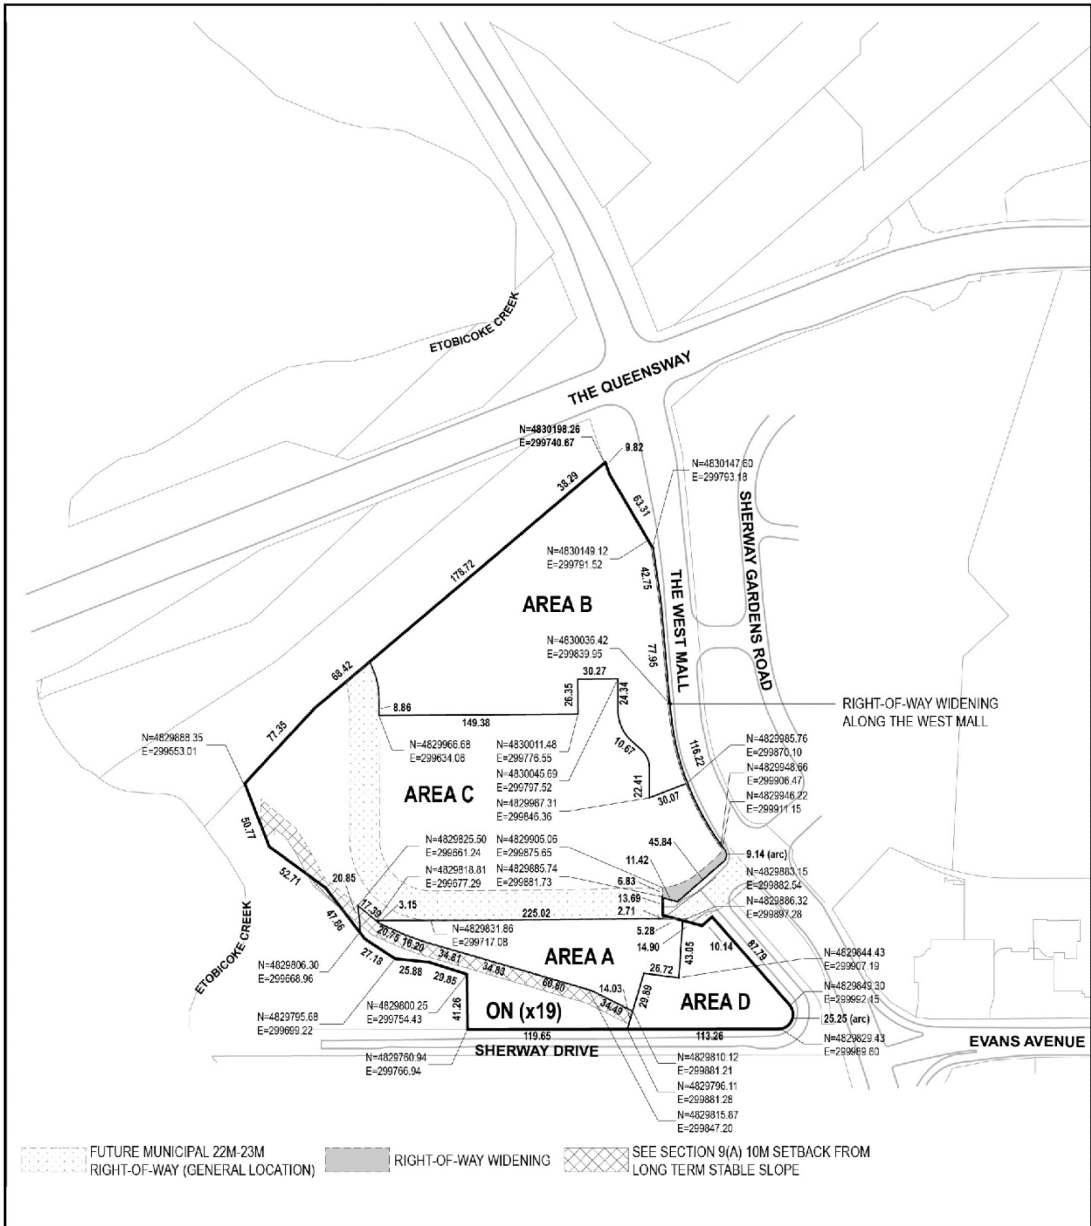 ETOBICOKE CREEK
THE QUEENSWAY
N=4830198.26
E=299740.67
9.82
N=4830147.60
E=299793.18
38.29
63.31
SHERWAY GARDENS ROAD
N=4830149.12
E=299791.52
178.72
42.75
THE WEST MALL
AREA B
N=4830036.42
E=299839.95
77.95
68.42
30.27
26.35
24.34
RIGHT-OF-WAY WIDENING
ALONG THE WEST MALL
8.86
149.38
77.35
N=4829888.35
E=299553.01
N=4829966.68
E=299634.06
N=4830011.48
E=299776.55
10.67
116.22
N=4829985.76
E=299870.10
N=4830045.69
E=299797.52
N=4829948.66
E=299906.47
AREA C
22.41
30.07
N=4829967.31
E=299846.36
N=4829946.22
E=299911.15
50.77
N=4829825.50
E=299661.24
N=4829905.06
E=299875.65
45.84
9.14 (arc)
11.42
N=4829818.81
E=299677.29
N=4829885.74
E=299881.73
N=4829883.15
E=299882.54
52.71
20.85
6.83
13.69
N=4829886.32
E=299897.28
17.39
3.15
225.02
2.71
47.86
N=4829831.86
E=299717.08
5.28
14.90
10.14
87.79
20.75
16.20
34.81
34.83
60.60
AREA A
43.05
N=4829844.43
E=299907.19
ETOBICOKE CREEK
N=4829806.30
E=299668.96
27.18
25.88
29.85
26.72
14.03
29.89
34.49
N=4829849.30
E=299992.15
AREA D
N=4829795.68
E=299699.22
N=4829800.25
E=299754.43
41.26
ON (x19)
25.25 (arc)
119.65
113.26
N=4829829.43
E=299989.60
EVANS AVENUE
SHERWAY DRIVE
N=4829760.94
E=299766.94
N=4829810.12
E=299881.21
N=4829796.11
E=299881.28
N=4829815.87
E=299847.20
FUTURE MUNICIPAL 22M-23M
RIGHT-OF-WAY (GENERAL LOCATION)
RIGHT-OF-WAY WIDENING
SEE SECTION 9(A) 10M SETBACK FROM
LONG TERM STABLE SLOPE